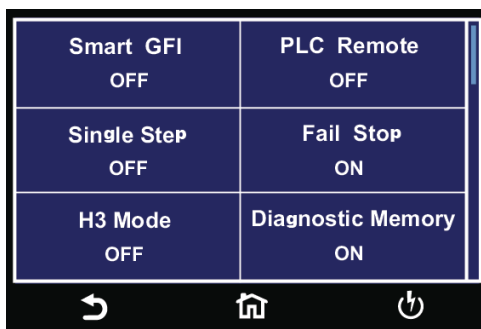 Smart GFI
OFF
PLC Remote
OFF
Single Step
OFF
Fail Stop
ON
H3 Mode
OFF
Diagnostic Memory
ON